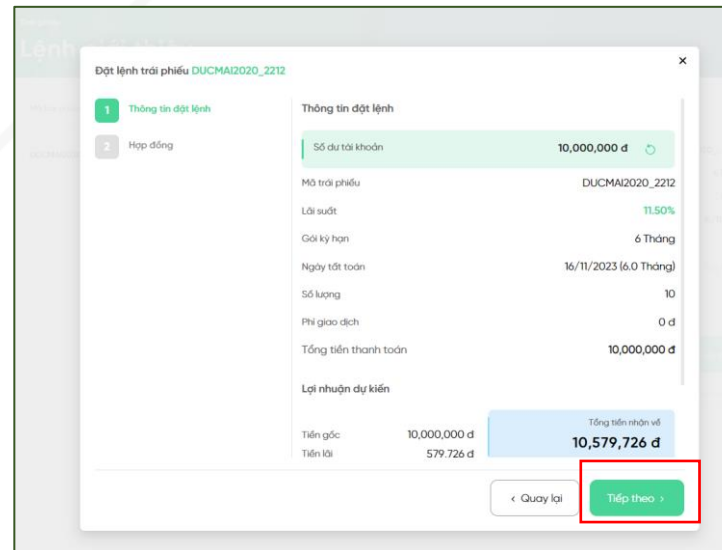 Đặt lệnh trái phiếu DUCMAI2020_2212
×
1 Thông tin đặt lệnh
2 Hợp đồng
Thông tin đặt lệnh
Số dư tài khoản 10,000,000 đ
Mã trái phiếu DUCMAI2020_2212
Lãi suất 11.50%
Gói kỳ hạn 6 Tháng
Ngày tất toán 16/11/2023 (6.0 Tháng)
Số lượng 10
Phí giao dịch 0 đ
Tổng tiền thanh toán 10,000,000 đ
Lợi nhuận dự kiến
Tiền gốc 10,000,000 đ
Tiền lãi 579.726 đ
Tổng tiền nhận về
10,579,726 đ
‹ Quay lại
Tiếp theo ›